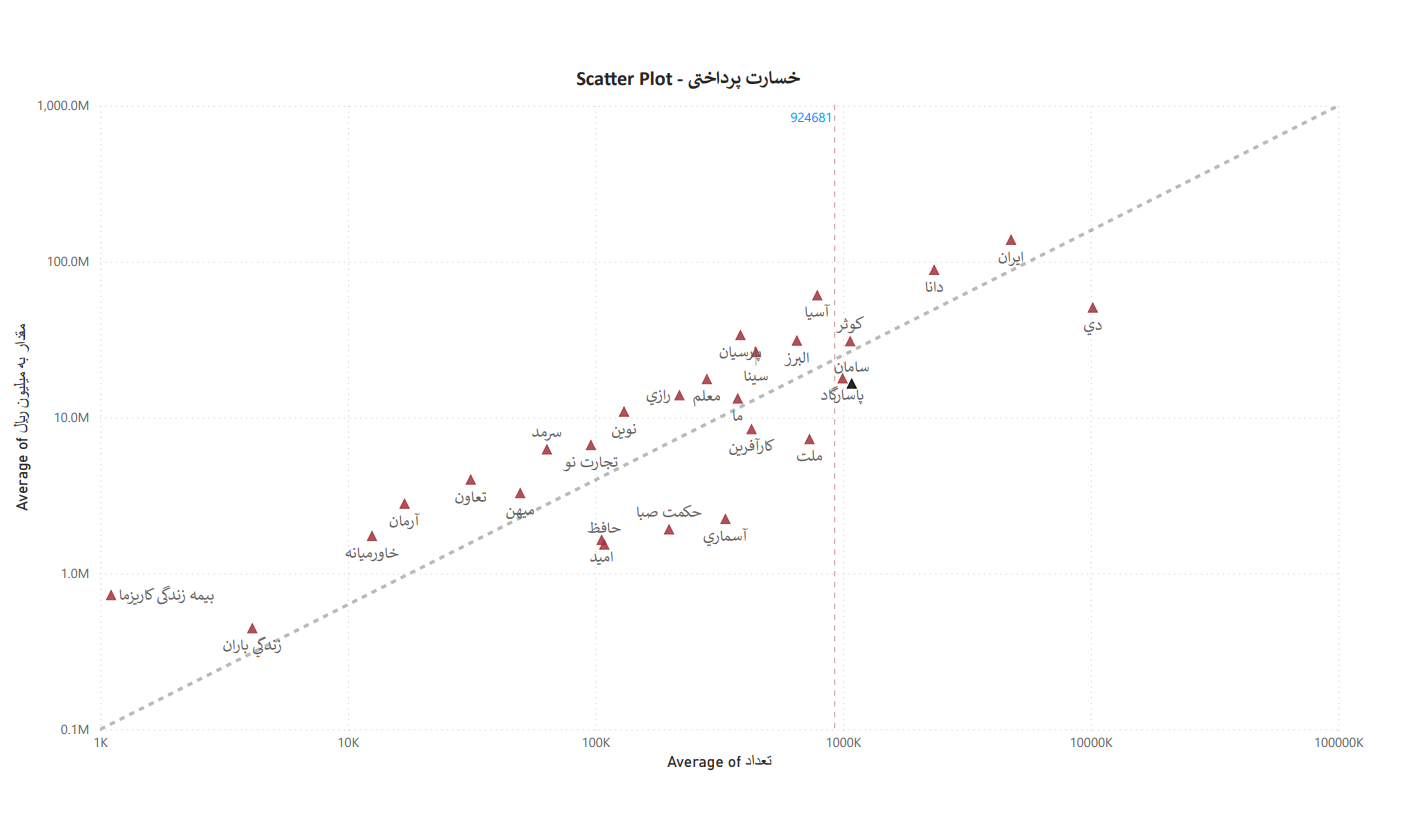 Scatter Plot - خسارت پرداختی
1,000.0M
924681
100.0M
10.0M
1.0M
0.1M
Average of مقدار به میلیون ریال
ایران
دانا
دي
آسیا
کوثر
پارسیان
البرز
سینا
سامان
پاسارگاد
رازي
معلم
ما
نوین
سرمد
کارآفرین
ملت
تجارت نو
تعاون
میهن
آرمان
حکمت صبا
حافظ
آسماري
خاورمیانه
امید
بیمه زندگی کاریزما
زندگي باران
1K
10K
100K
1000K
10000K
100000K
Average of تعداد